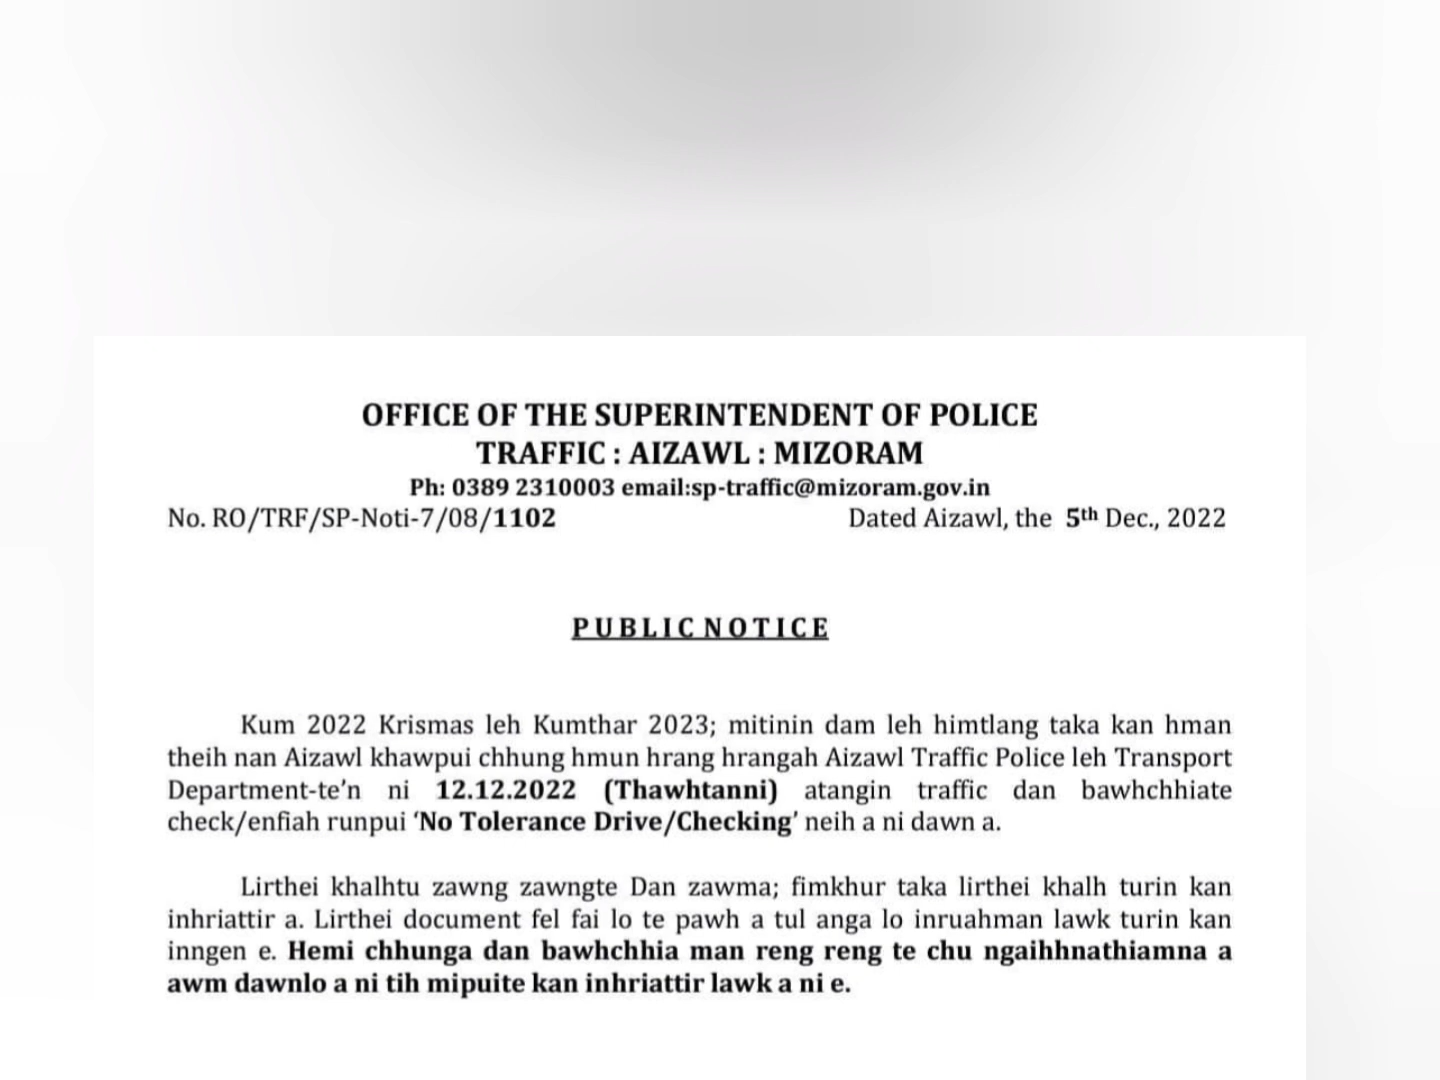 OFFICE OF THE SUPERINTENDENT OF POLICE
TRAFFIC : AIZAWL : MIZORAM
Ph: 0389 2310003 email:sp-traffic@mizoram.gov.in
No. RO/TRF/SP-Noti-7/08/1102 Dated Aizawl, the 5th Dec., 2022
PUBLIC NOTICE
Kum 2022 Krismas leh Kumthar 2023; mitinin dam leh himtlang taka kan hman
theih nan Aizawl khawpui chhung hmun hrang hrangah Aizawl Traffic Police leh Transport
Department-te’n ni 12.12.2022 (Thawhtanni) atangin traffic dan bawhchhiate
check/enfiah runpui ‘No Tolerance Drive/Checking’ neih a ni dawn a.
Lirthei khalhtu zawng zawngte Dan zawma; fimkhur taka lirthei khalh turin kan
inhriattir a. Lirthei document fel fai lo te pawh a tul anga lo inruahman lawk turin kan
inngen e. Hemi chhunga dan bawhchhia man reng reng te chu ngaihhnathiamna a
awm dawnlo a ni tih mipuite kan inhriattir lawk a ni e.